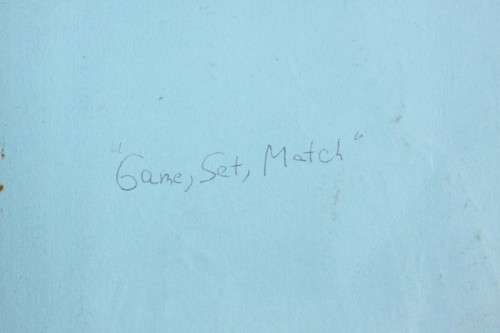 "Game, Set, Match"